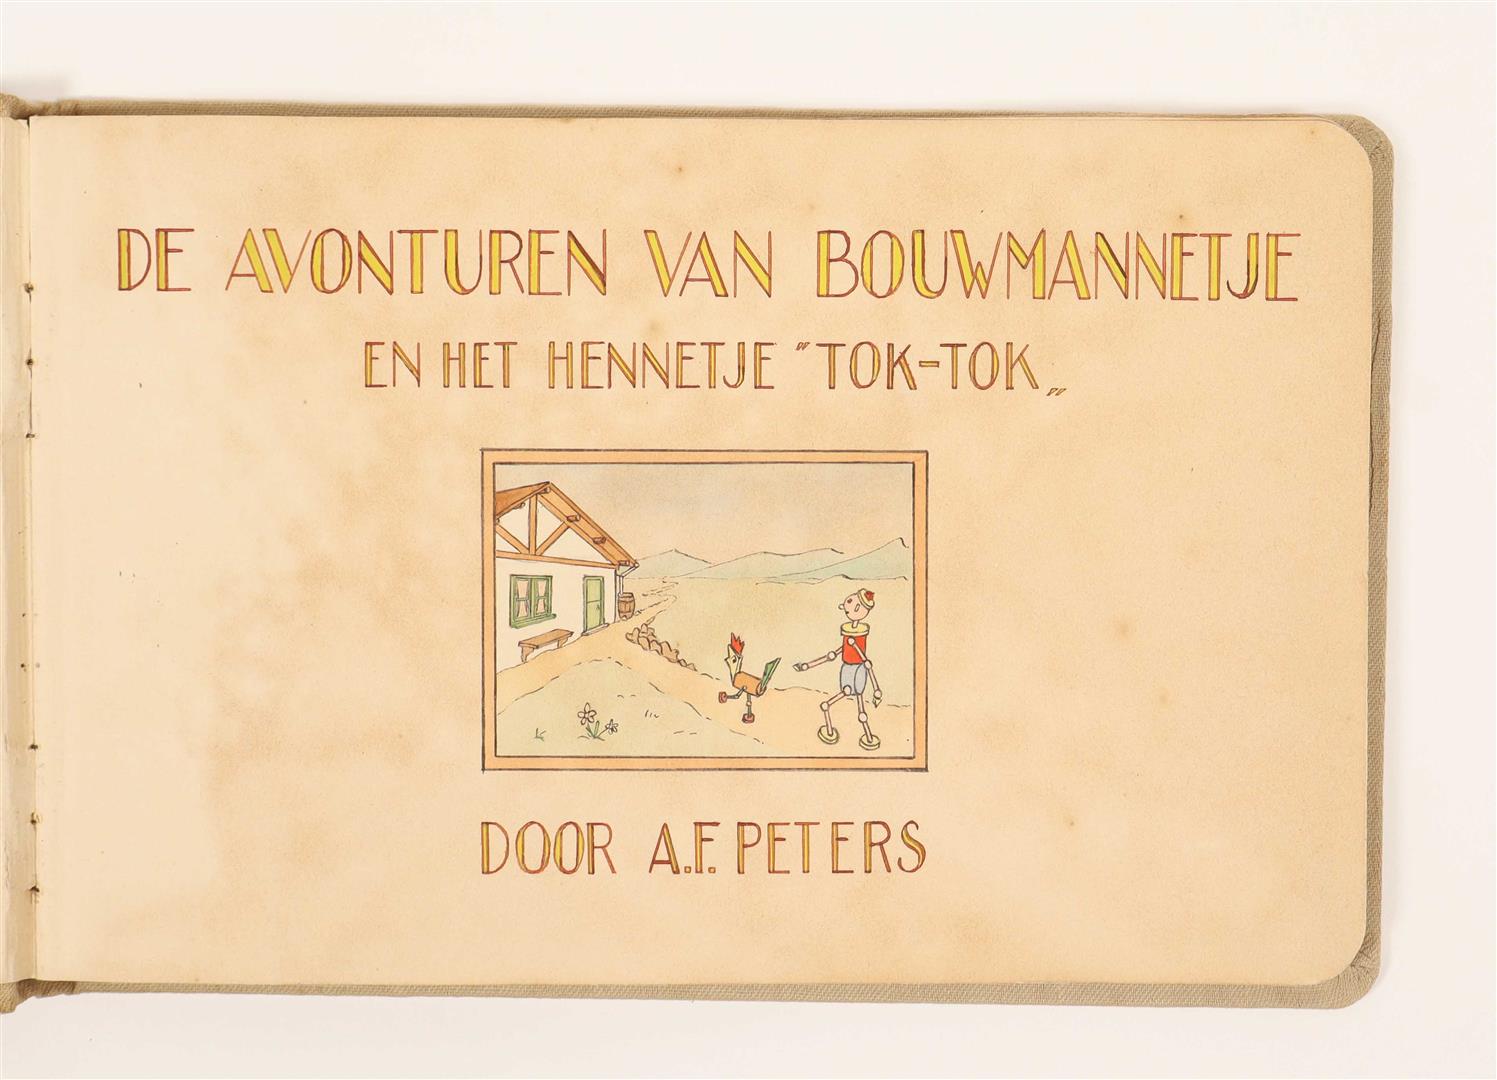 DE AVONTUREN VAN BOUWMANNETJE
EN HET HENNETJE "TOK-TOK„
DOOR A.F. PETERS